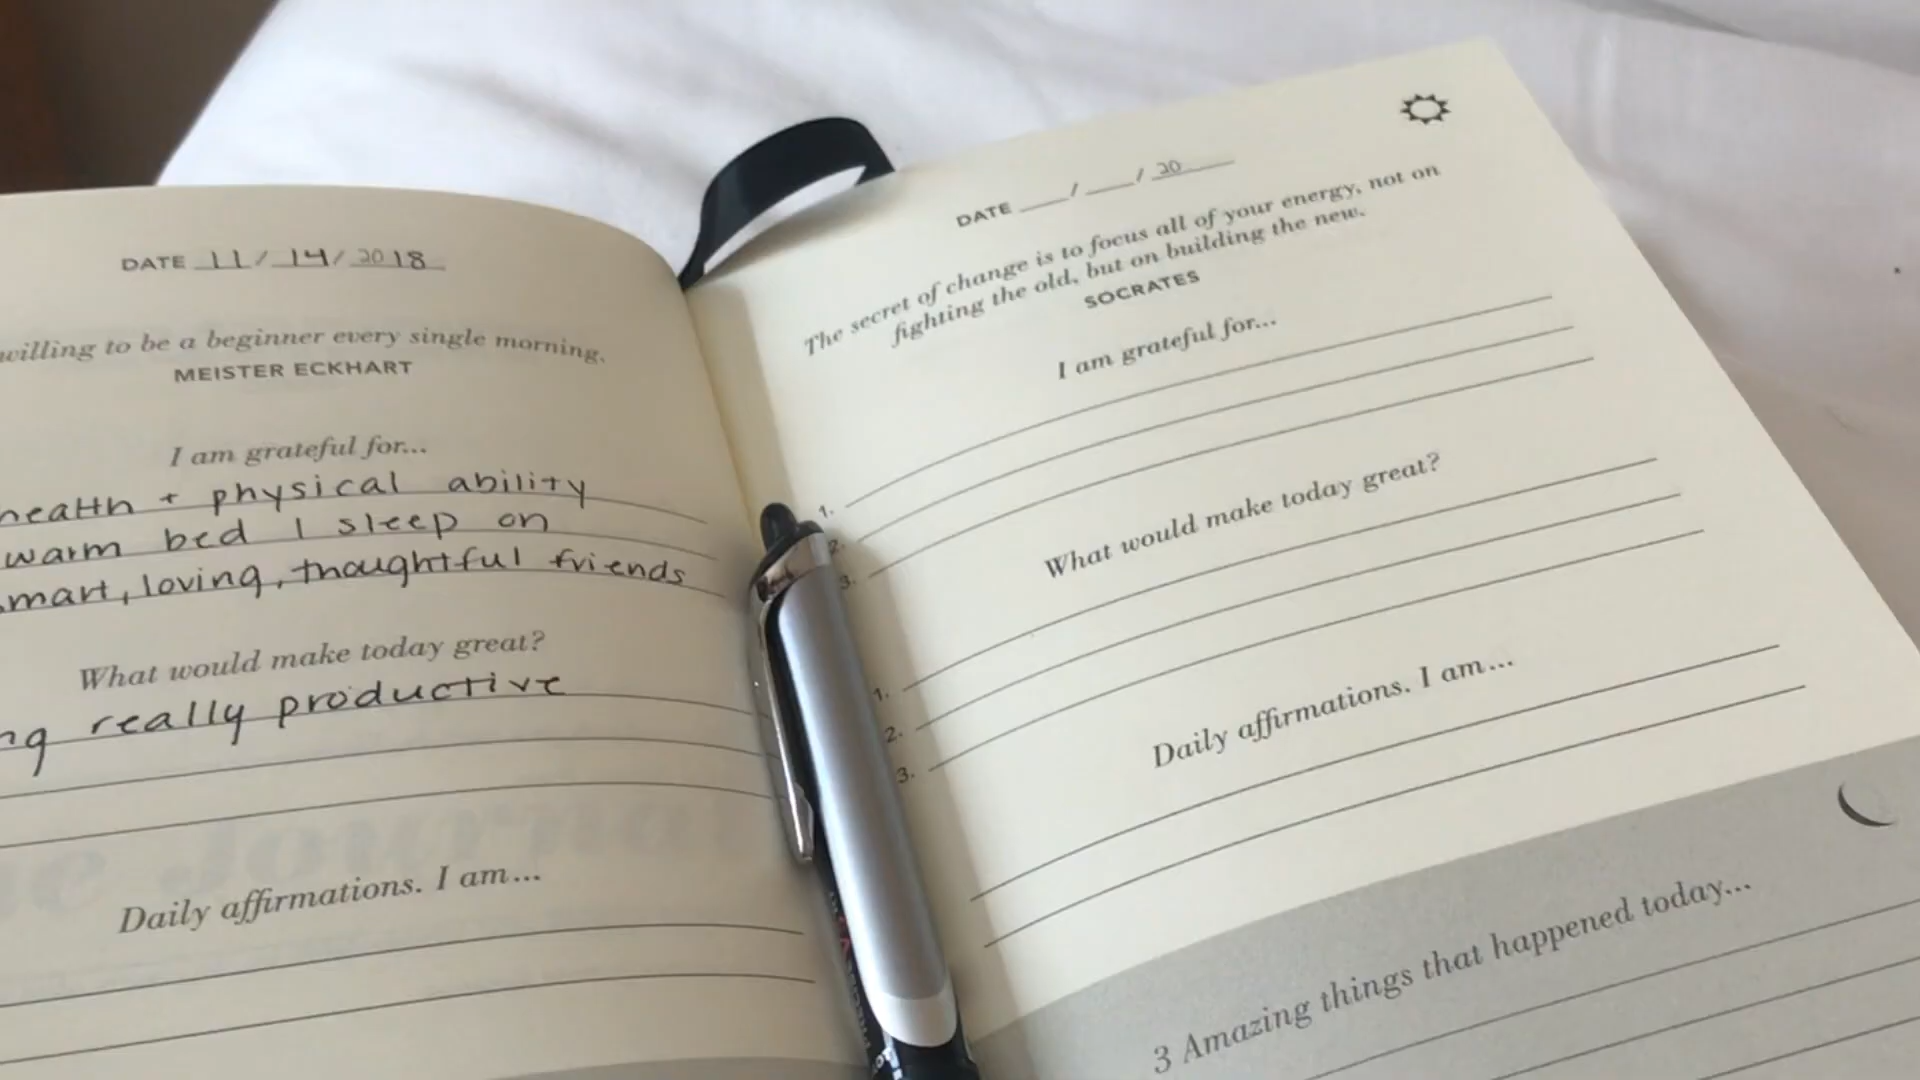 DATE 11 / 14 / 2018
willing to be a beginner every single morning.
MEISTER ECKHART
I am grateful for...
health + physical ability
warm bed I sleep on
smart, loving, thoughtful friends
What would make today great?
really productive
Daily affirmations. I am...
DATE ____/____/ 20____
The secret of change is to focus all of your energy, not on
fighting the old, but on building the new.
SOCRATES
I am grateful for...
1.
2.
3.
What would make today great?
1.
2.
3.
Daily affirmations. I am...
3 Amazing things that happened today...